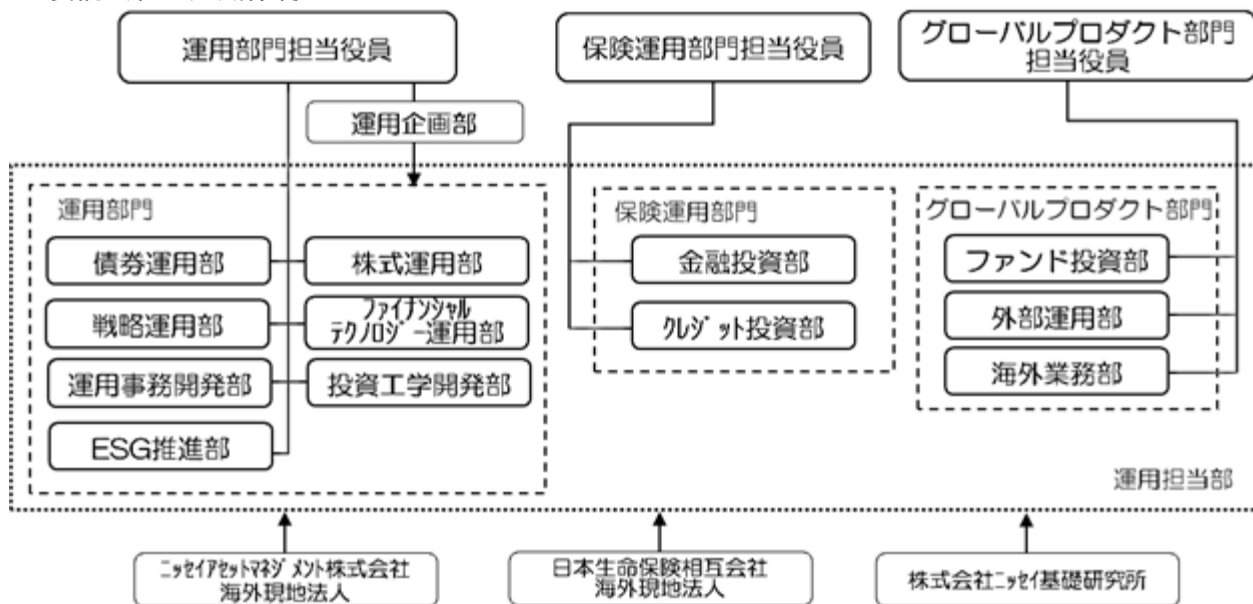 運用部門担当役員
保険運用部門担当役員
グローバルプロダクト部門
担当役員
運用企画部
運用部門
債券運用部
株式運用部
戦略運用部
ファイナンシャル
テクノロジー運用部
運用事務開発部
投資工学開発部
ESG推進部
保険運用部門
金融投資部
クレジット投資部
グローバルプロダクト部門
ファンド投資部
外部運用部
海外業務部
運用担当部
ニッセイアセットマネジメント株式会社
海外現地法人
日本生命保険相互会社
海外現地法人
株式会社ニッセイ基礎研究所